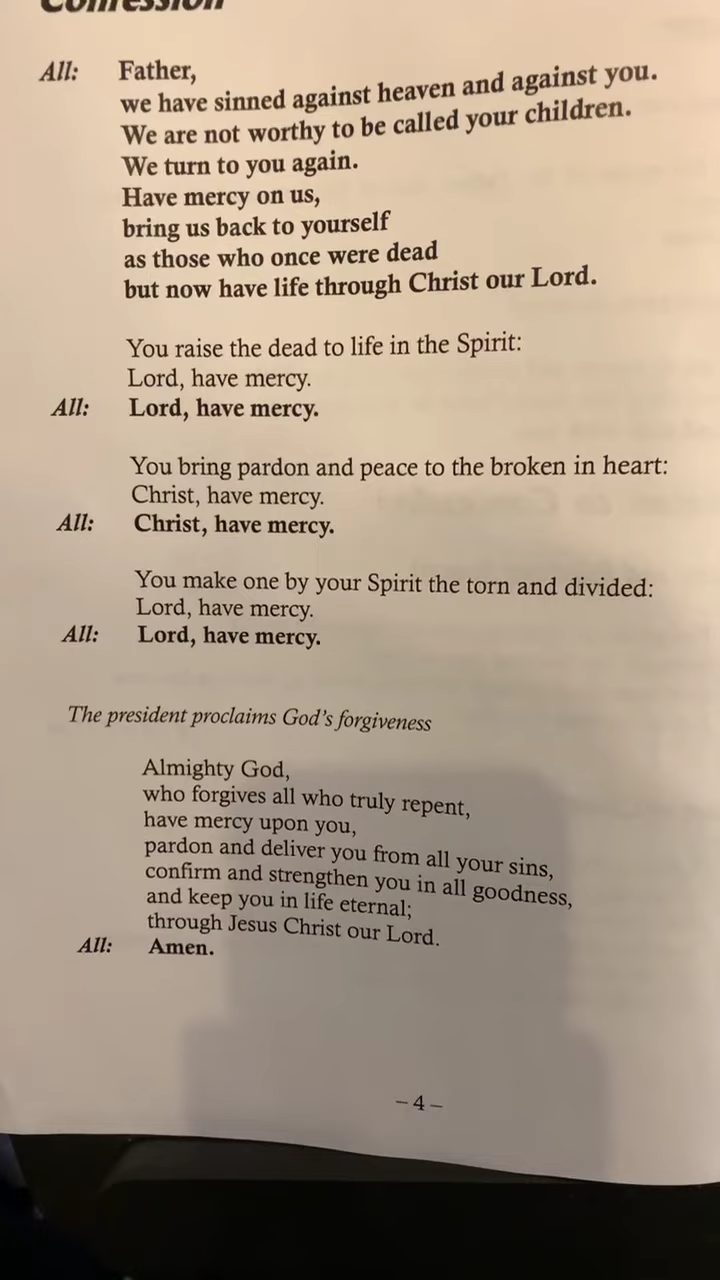 Confession
All: Father,
we have sinned against heaven and against you.
We are not worthy to be called your children.
We turn to you again.
Have mercy on us,
bring us back to yourself
as those who once were dead
but now have life through Christ our Lord.
You raise the dead to life in the Spirit:
Lord, have mercy.
All: Lord, have mercy.
You bring pardon and peace to the broken in heart:
Christ, have mercy.
All: Christ, have mercy.
You make one by your Spirit the torn and divided:
Lord, have mercy.
All: Lord, have mercy.
The president proclaims God's forgiveness
Almighty God,
who forgives all who truly repent,
have mercy upon you,
pardon and deliver you from all your sins,
confirm and strengthen you in all goodness,
and keep you in life eternal;
through Jesus Christ our Lord.
All: Amen.
– 4 –